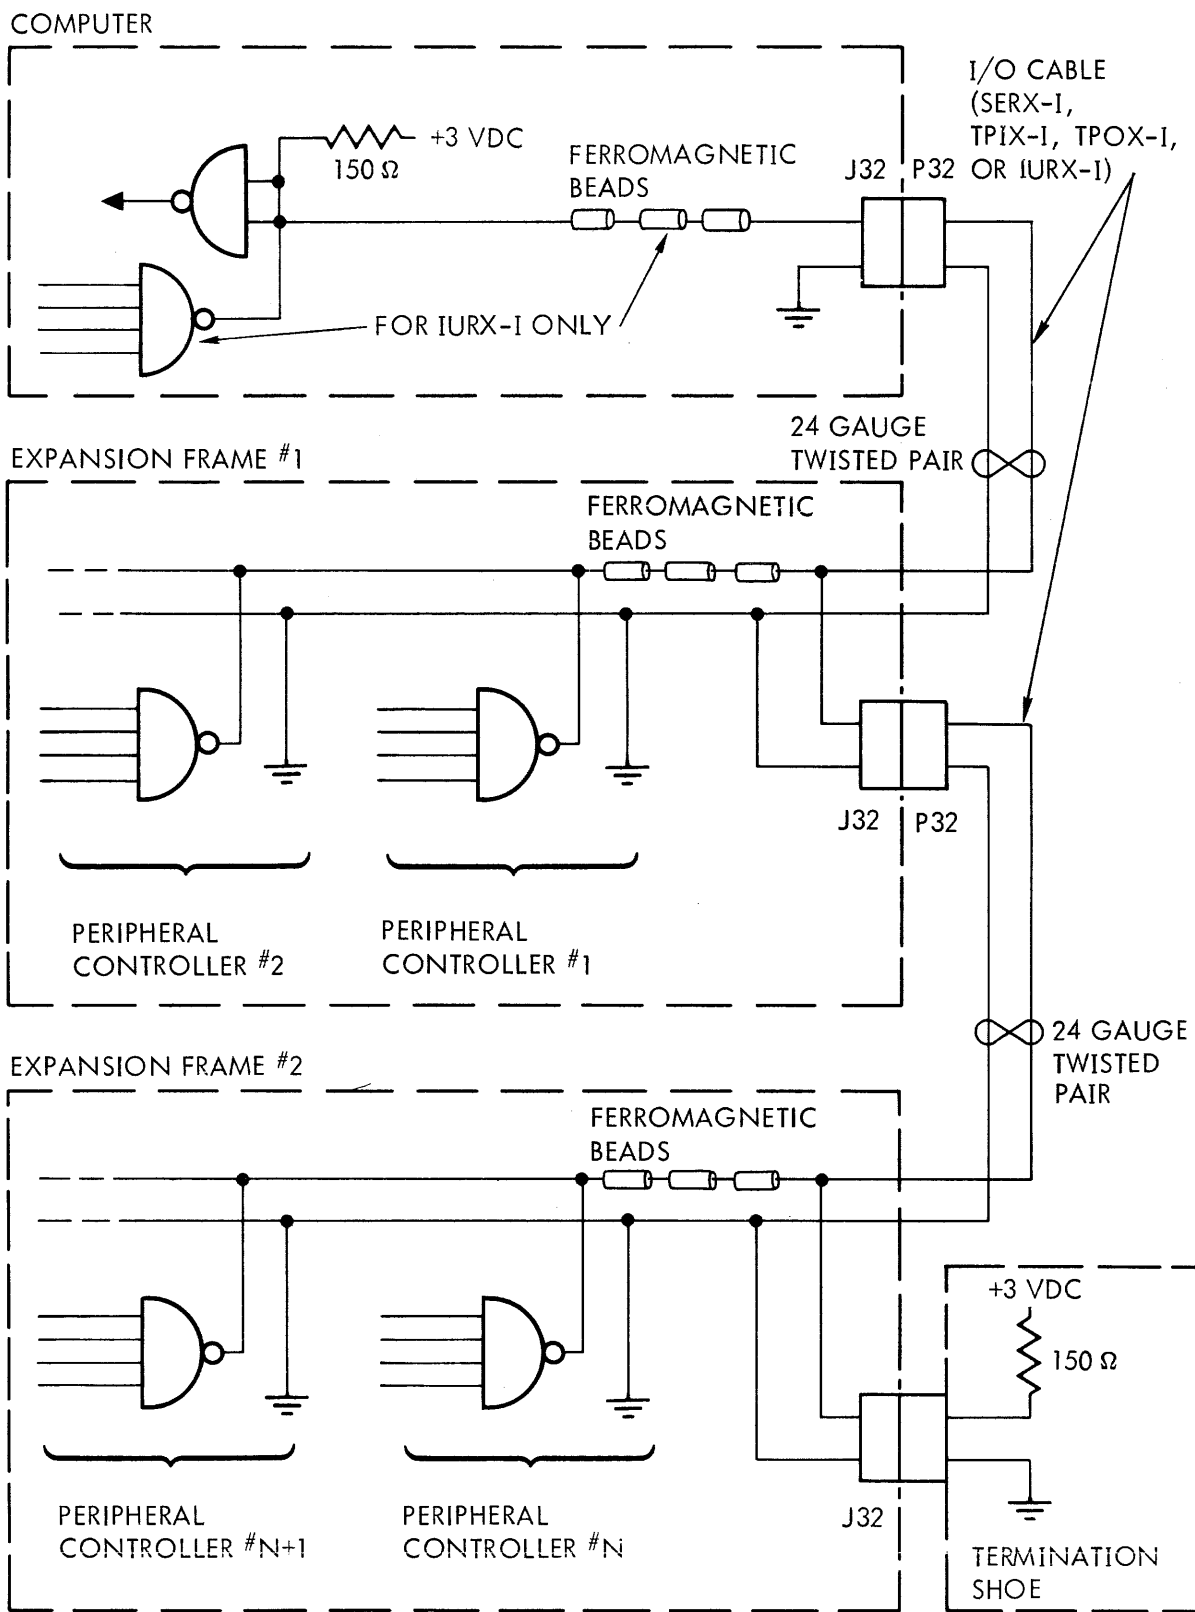 COMPUTER
I/O CABLE
(SERX-I,
TPIX-I, TPOX-I,
OR IURX-I)
+3 VDC
150 Ω
FERROMAGNETIC
BEADS
J32
P32
FOR IURX-I ONLY
24 GAUGE
TWISTED PAIR
EXPANSION FRAME #1
FERROMAGNETIC
BEADS
J32
P32
PERIPHERAL
CONTROLLER #2
PERIPHERAL
CONTROLLER #1
24 GAUGE
TWISTED
PAIR
EXPANSION FRAME #2
FERROMAGNETIC
BEADS
+3 VDC
150 Ω
J32
PERIPHERAL
CONTROLLER #N+1
PERIPHERAL
CONTROLLER #N
TERMINATION
SHOE